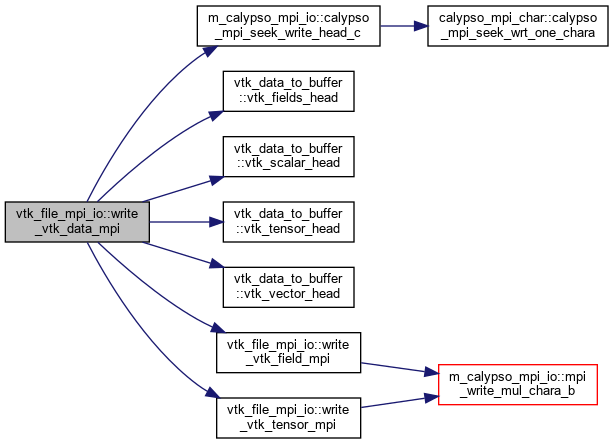 m_calypso_mpi_io::calypso
_mpi_seek_write_head_c
calypso_mpi_char::calypso
_mpi_seek_wrt_one_chara
vtk_data_to_buffer
::vtk_fields_head
vtk_data_to_buffer
::vtk_scalar_head
vtk_file_mpi_io::write
_vtk_data_mpi
vtk_data_to_buffer
::vtk_tensor_head
vtk_data_to_buffer
::vtk_vector_head
vtk_file_mpi_io::write
_vtk_field_mpi
m_calypso_mpi_io::mpi
_write_mul_chara_b
vtk_file_mpi_io::write
_vtk_tensor_mpi